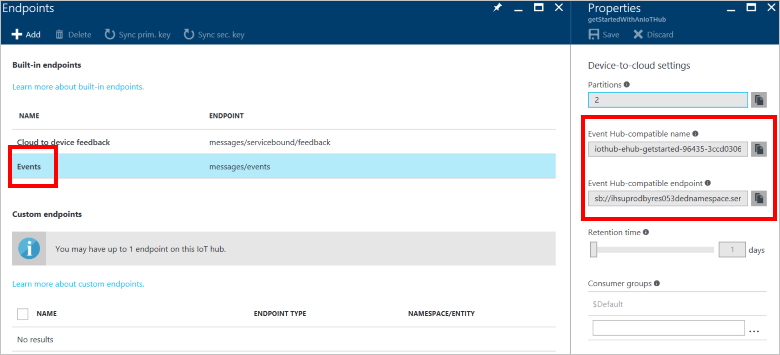 Endpoints
Add
Delete
Sync prim. key
Sync sec. key
Built-in endpoints
Learn more about built-in endpoints.
NAME ENDPOINT
Cloud to device feedback messages/servicebound/feedback
Events messages/events
Custom endpoints
You may have up to 1 endpoint on this IoT hub.
Learn more about custom endpoints.
NAME ENDPOINT TYPE NAMESPACE/ENTITY
No results
Properties
getStartedWithAnIoTHub
Save Discard
Device-to-cloud settings
Partitions
2
Event Hub-compatible name
iothub-ehub-getstarted-96435-3ccd0306
Event Hub-compatible endpoint
sb://ihsuprodbyres053dednamespace.ser
Retention time
1 days
Consumer groups
$Default
...